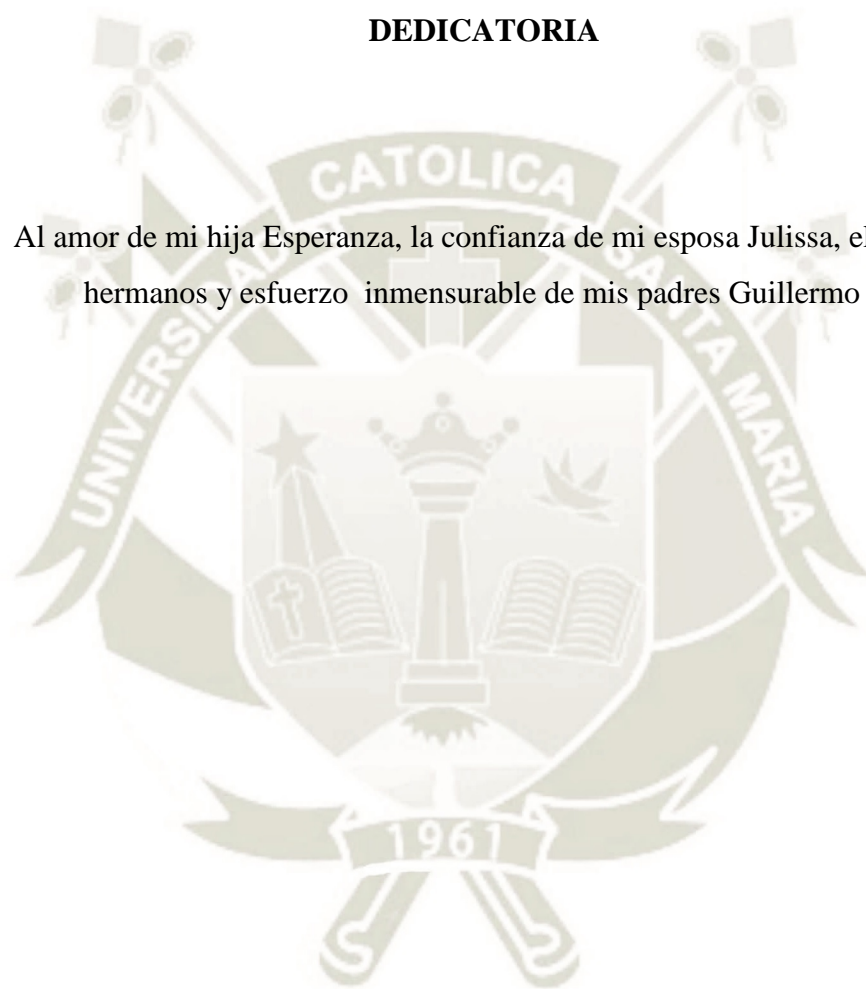 DEDICATORIA
CATOLICA
Al amor de mi hija Esperanza, la confianza de mi esposa Julissa, el
hermanos y esfuerzo  inmensurable de mis padres Guillermo
SANTA MARIA
1961